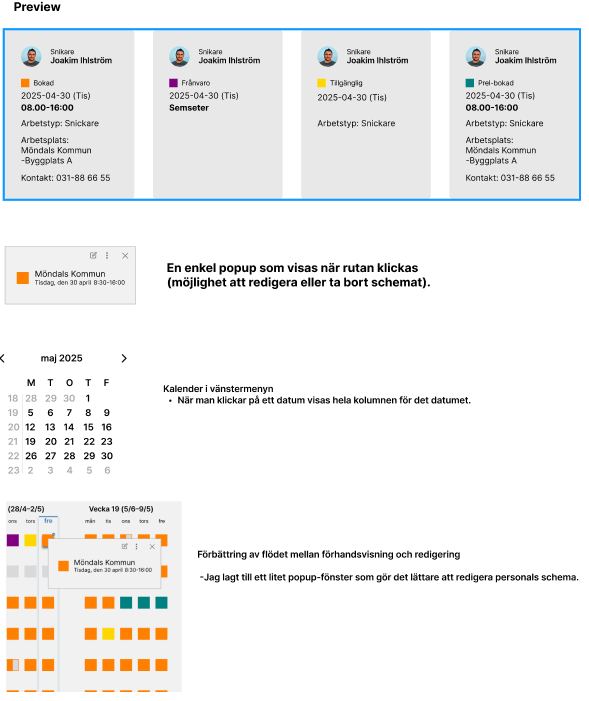 Preview
Snikare
Joakim Ihlström
Bokad
2025-04-30 (Tis)
08.00-16:00
Arbetstyp: Snickare
Arbetsplats:
Möndals Kommun
-Byggplats A
Kontakt: 031-88 66 55
Snikare
Joakim Ihlström
Frånvaro
2025-04-30 (Tis)
Semseter
Snikare
Joakim Ihlström
Tillgänglig
2025-04-30 (Tis)
Arbetstyp: Snickare
Snikare
Joakim Ihlström
Prel-bokad
2025-04-30 (Tis)
08.00-16:00
Arbetstyp: Snickare
Arbetsplats:
Möndals Kommun
-Byggplats A
Kontakt: 031-88 66 55
Möndals Kommun
Tisdag, den 30 april 8:30-16:00
En enkel popup som visas när rutan klickas
(möjlighet att redigera eller ta bort schemat).
maj 2025
M T O T F
18 28 29 30 1
19 5 6 7 8 9
20 12 13 14 15 16
21 19 20 21 22 23
22 26 27 28 29 30
23 2 3 4 5 6
Kalender i vänstermenyn
• När man klickar på ett datum visas hela kolumnen för det datumet.
(28/4–2/5) Vecka 19 (5/6–9/5)
ons tors fre mån tis ons tors fre
Möndals Kommun
Tisdag, den 30 april 8:30-16:00
Förbättring av flödet mellan förhandsvisning och redigering
-Jag lagt till ett litet popup-fönster som gör det lättare att redigera personals schema.